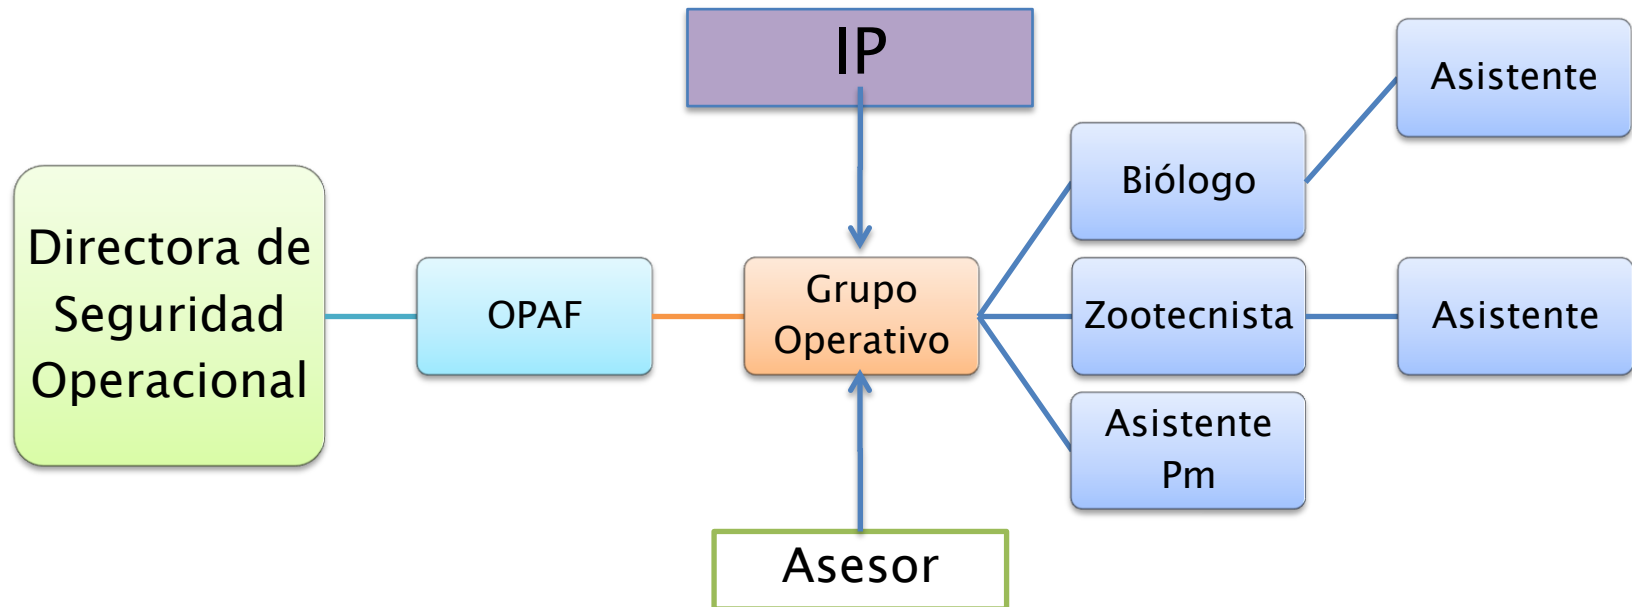 IP
Asistente
Biólogo
Directora de
Seguridad
Operacional
OPAF
Grupo
Operativo
Zootecnista
Asistente
Asistente
Pm
Asesor